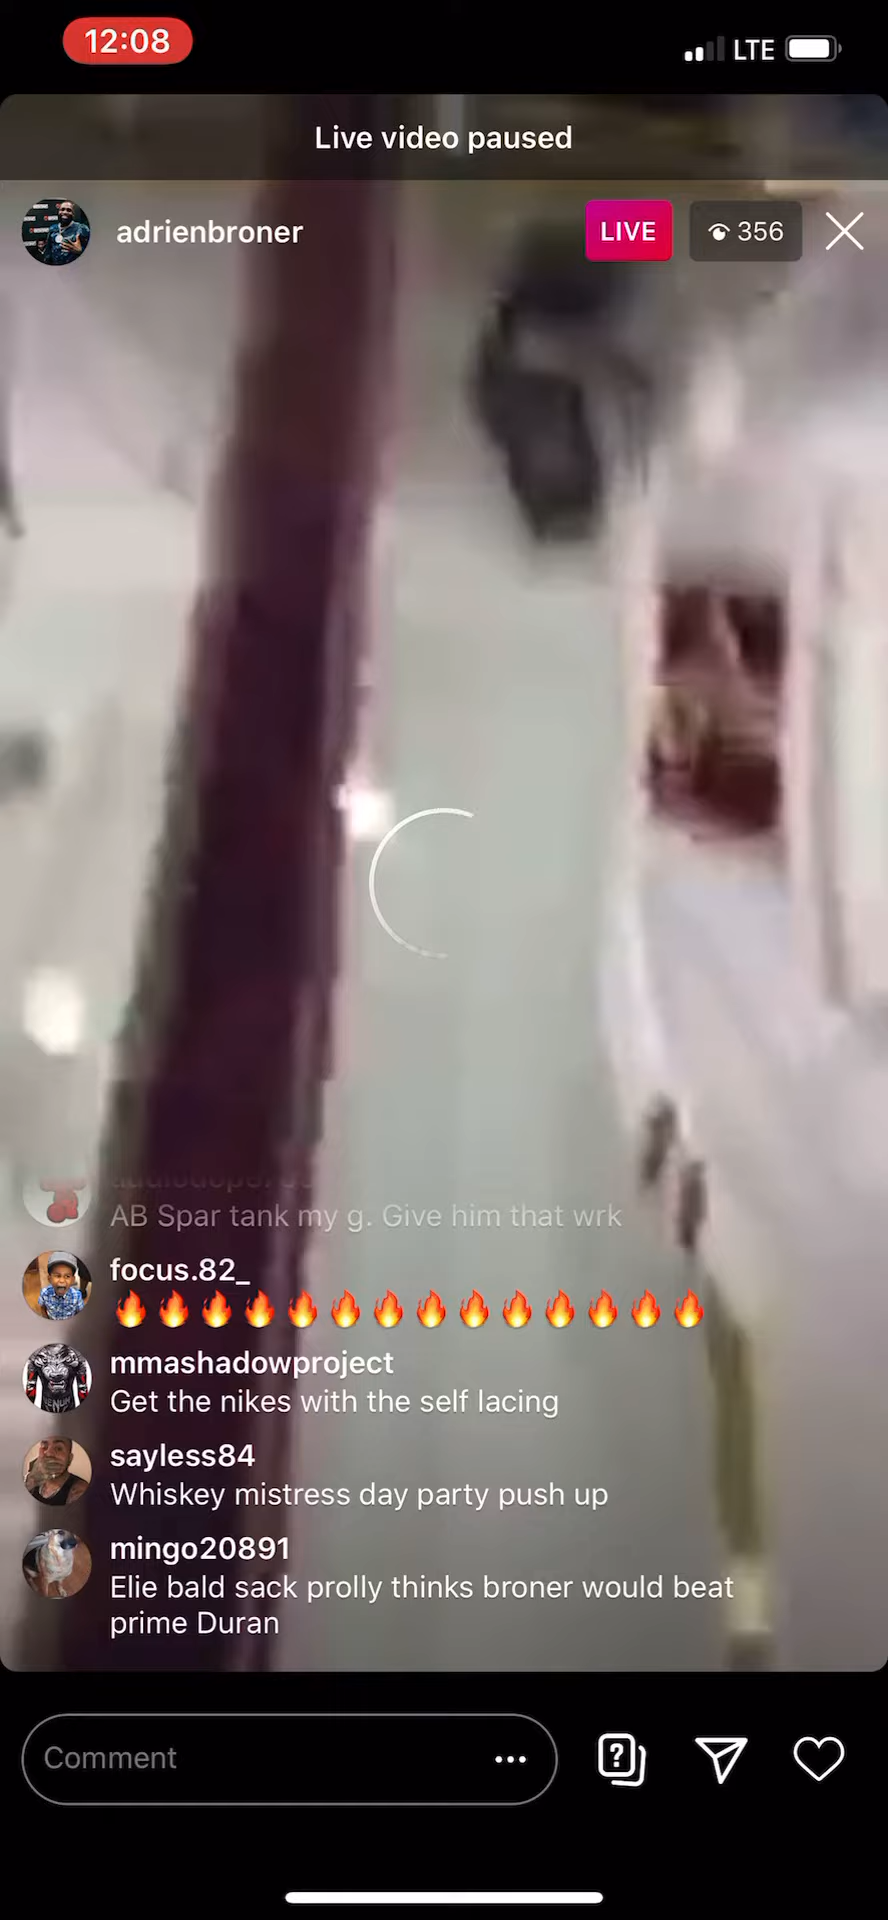 12:08
LTE
Live video paused
adrienbroner
LIVE
356
AB Spar tank my g. Give him that wrk
focus.82_
🔥🔥🔥🔥🔥🔥🔥🔥🔥🔥🔥🔥🔥🔥
mmashadowproject
Get the nikes with the self lacing
sayless84
Whiskey mistress day party push up
mingo20891
Elie bald sack prolly thinks broner would beat
prime Duran
Comment